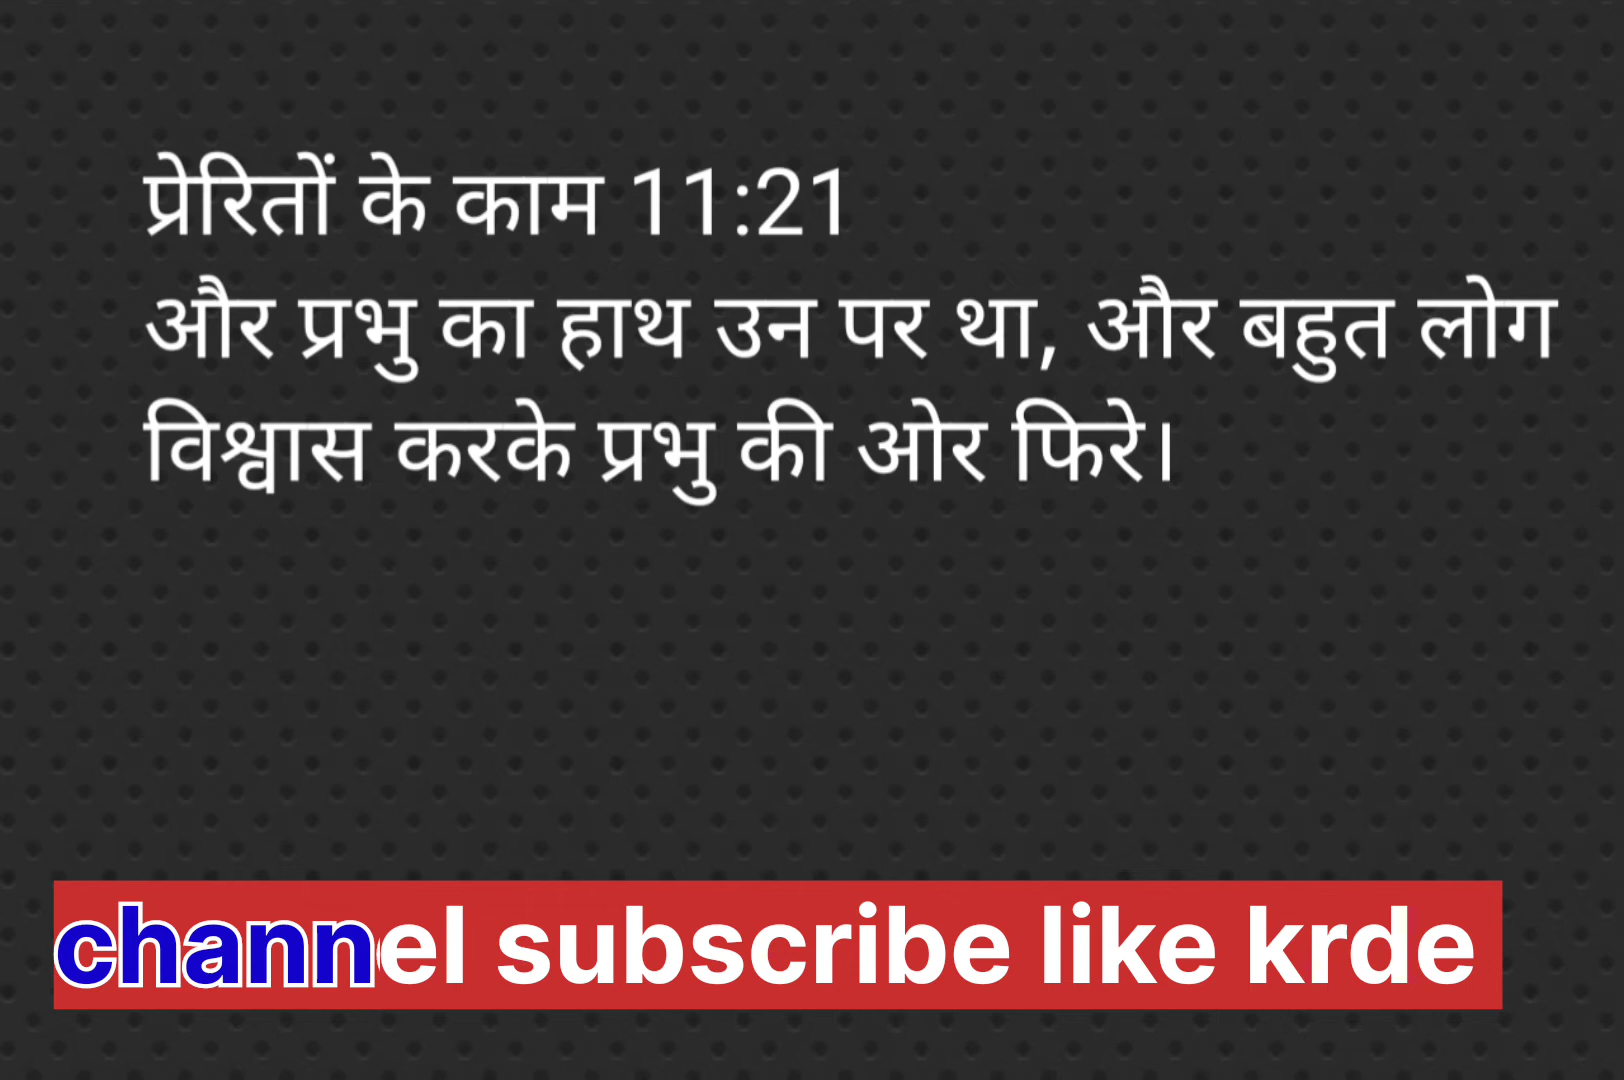 प्रेरितों के काम 11:21
और प्रभु का हाथ उन पर था, और बहुत लोग
विश्वास करके प्रभु की ओर फिरे।
channel subscribe like krde